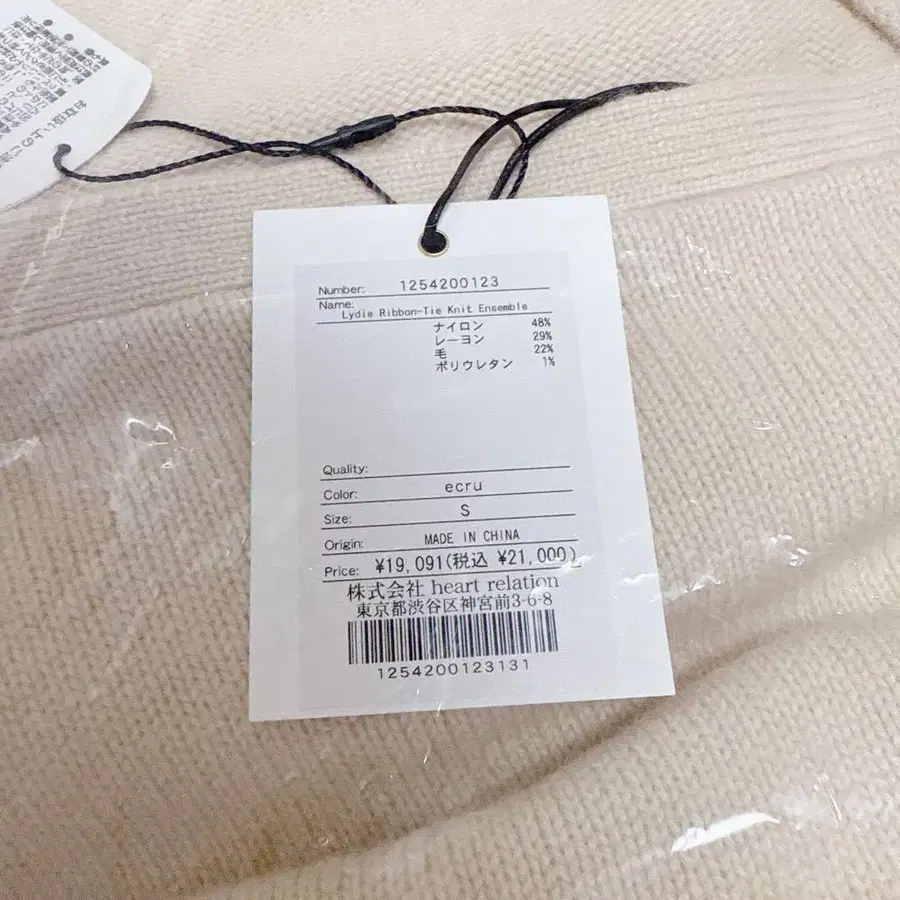 Number: 1254200123
Name: Lydie Ribbon-Tie Knit Ensemble
ナイロン 48%
レーヨン 29%
毛 22%
ポリウレタン 1%
Quality:
Color: ecru
Size: S
Origin: MADE IN CHINA
Price: ¥19,091(税込 ¥21,000)
株式会社 heart relation
東京都渋谷区神宮前3-6-8
1254200123131